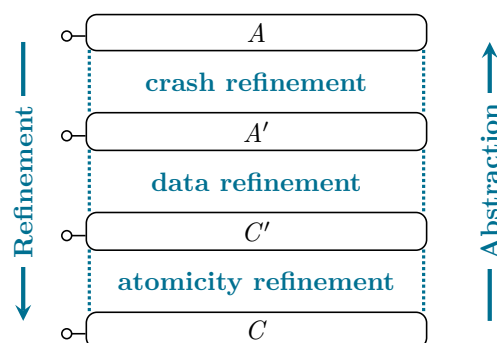 A
crash refinement
A′
data refinement
C′
atomicity refinement
C
Refinement
Abstraction